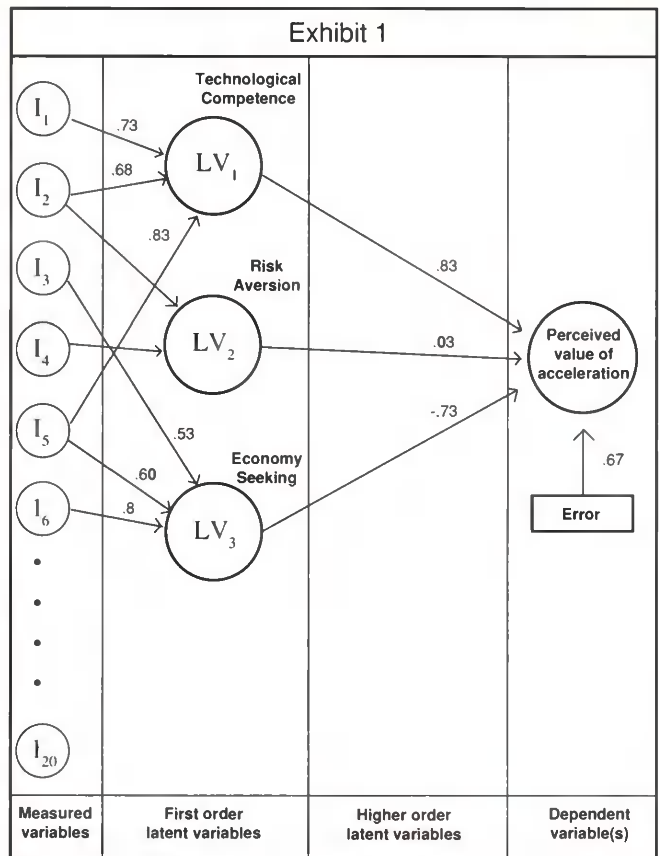 Exhibit 1
Technological
Competence
I1
.73
LV1
I2
.68
.83
.83
Risk
Aversion
I3
I4
LV2
.03
Perceived
value of
acceleration
I5
.53
-.73
Economy
Seeking
.60
.67
I6
.8
LV3
Error
I20
Measured
variables
First order
latent variables
Higher order
latent variables
Dependent
variable(s)